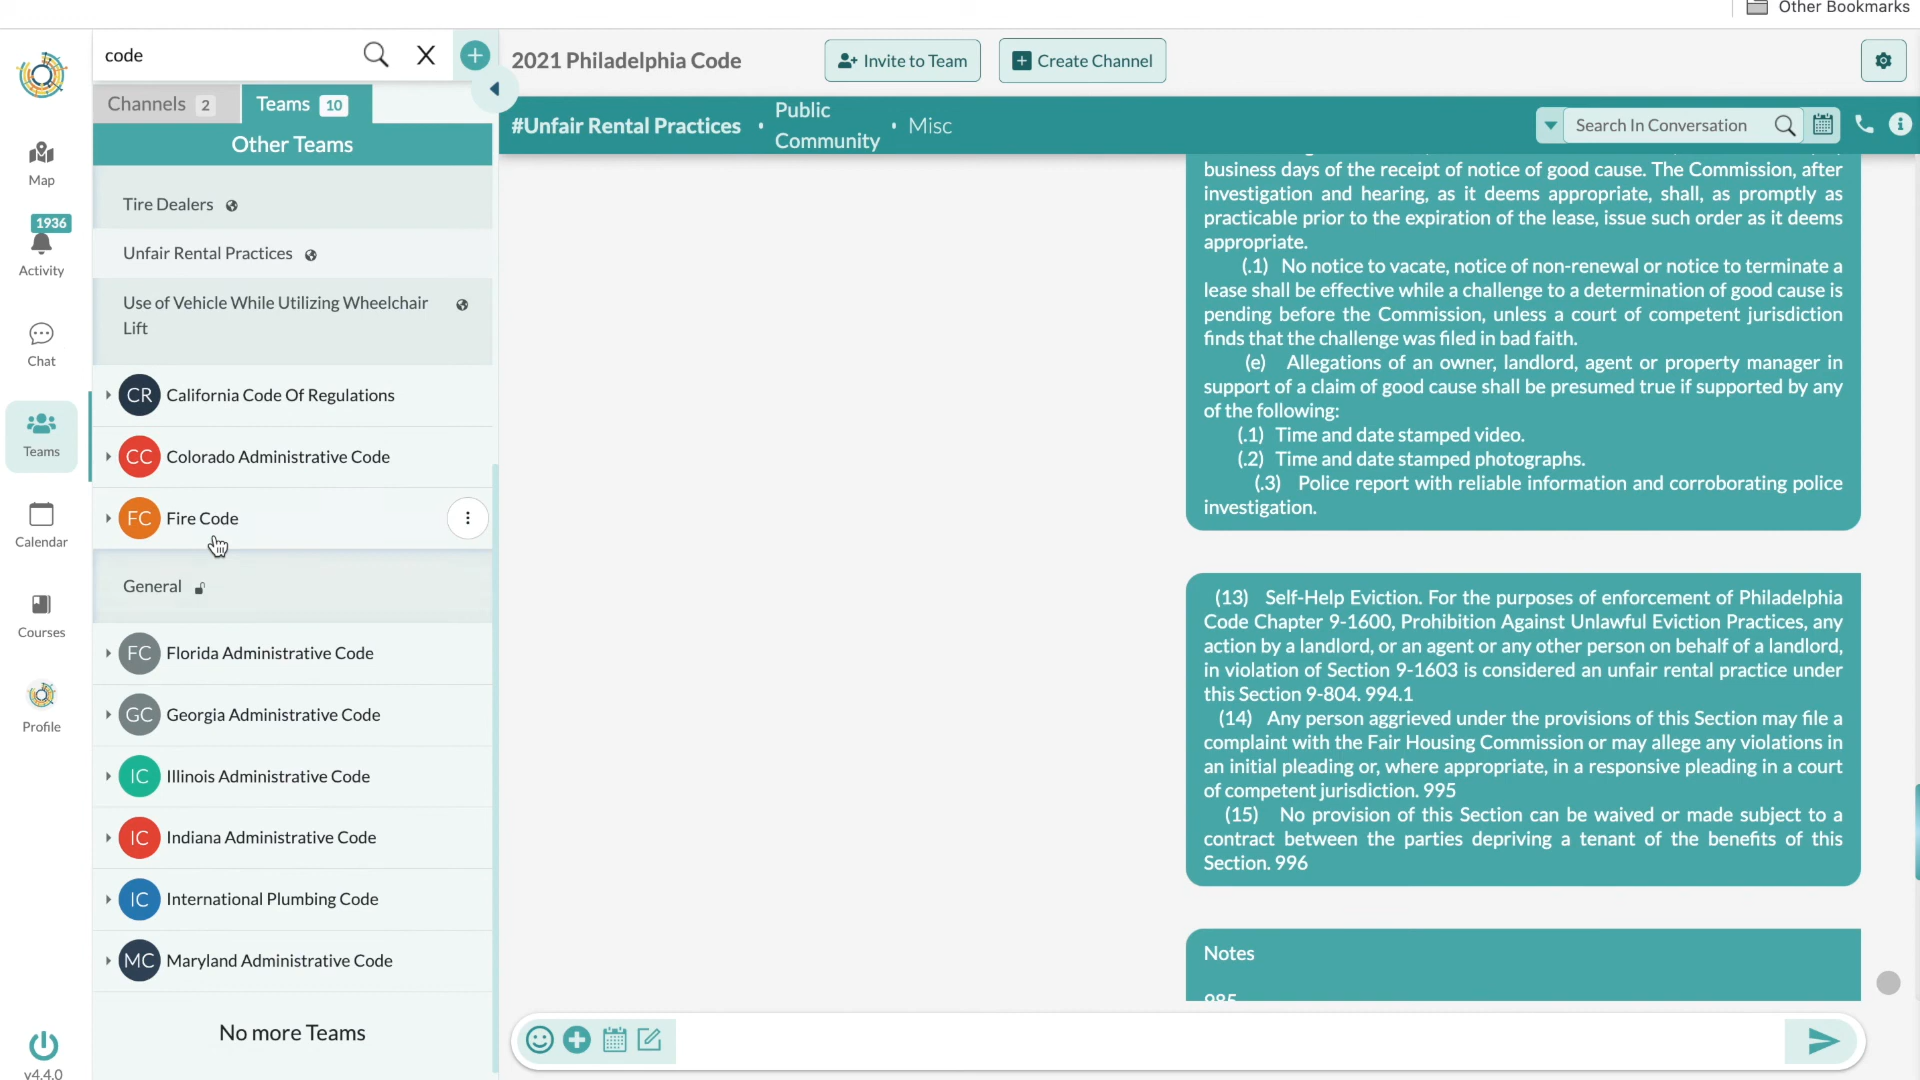 Other Bookmarks
code
2021 Philadelphia Code
Invite to Team
Create Channel
Channels 2
Teams 10
Other Teams
#Unfair Rental Practices • Public Community • Misc
Search In Conversation
Map
1936
Activity
Chat
Teams
Calendar
Courses
Profile
v4.4.0
Tire Dealers
Unfair Rental Practices
Use of Vehicle While Utilizing Wheelchair
Lift
CR California Code Of Regulations
CC Colorado Administrative Code
FC Fire Code
General
FC Florida Administrative Code
GC Georgia Administrative Code
IC Illinois Administrative Code
IC Indiana Administrative Code
IC International Plumbing Code
MC Maryland Administrative Code
No more Teams
business days of the receipt of notice of good cause. The Commission, after
investigation and hearing, as it deems appropriate, shall, as promptly as
practicable prior to the expiration of the lease, issue such order as it deems
appropriate.
(.1) No notice to vacate, notice of non-renewal or notice to terminate a
lease shall be effective while a challenge to a determination of good cause is
pending before the Commission, unless a court of competent jurisdiction
finds that the challenge was filed in bad faith.
(e) Allegations of an owner, landlord, agent or property manager in
support of a claim of good cause shall be presumed true if supported by any
of the following:
(.1) Time and date stamped video.
(.2) Time and date stamped photographs.
(.3) Police report with reliable information and corroborating police
investigation.
(13) Self-Help Eviction. For the purposes of enforcement of Philadelphia
Code Chapter 9-1600, Prohibition Against Unlawful Eviction Practices, any
action by a landlord, or an agent or any other person on behalf of a landlord,
in violation of Section 9-1603 is considered an unfair rental practice under
this Section 9-804. 994.1
(14) Any person aggrieved under the provisions of this Section may file a
complaint with the Fair Housing Commission or may allege any violations in
an initial pleading or, where appropriate, in a responsive pleading in a court
of competent jurisdiction. 995
(15) No provision of this Section can be waived or made subject to a
contract between the parties depriving a tenant of the benefits of this
Section. 996
Notes
985